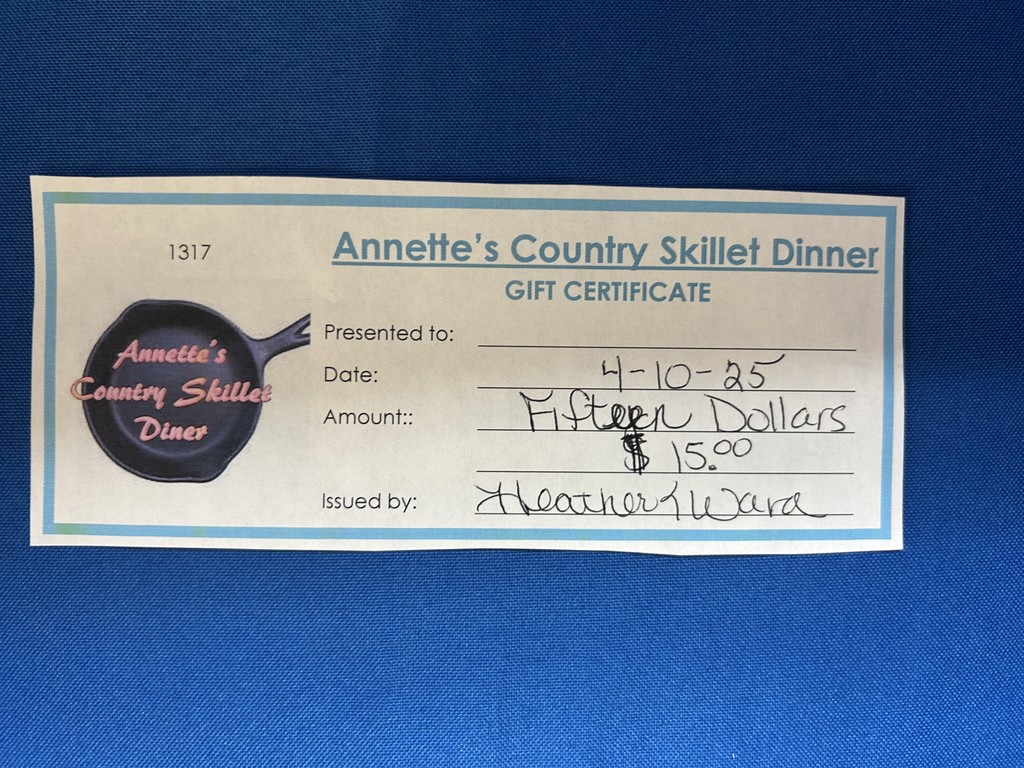 1317
Annette's Country Skillet Dinner
GIFT CERTIFICATE
Annette's
Country Skillet
Diner
Presented to:
Date: 4-10-25
Amount:: Fifteen Dollars
$ 15.00
Issued by: Heather Ward